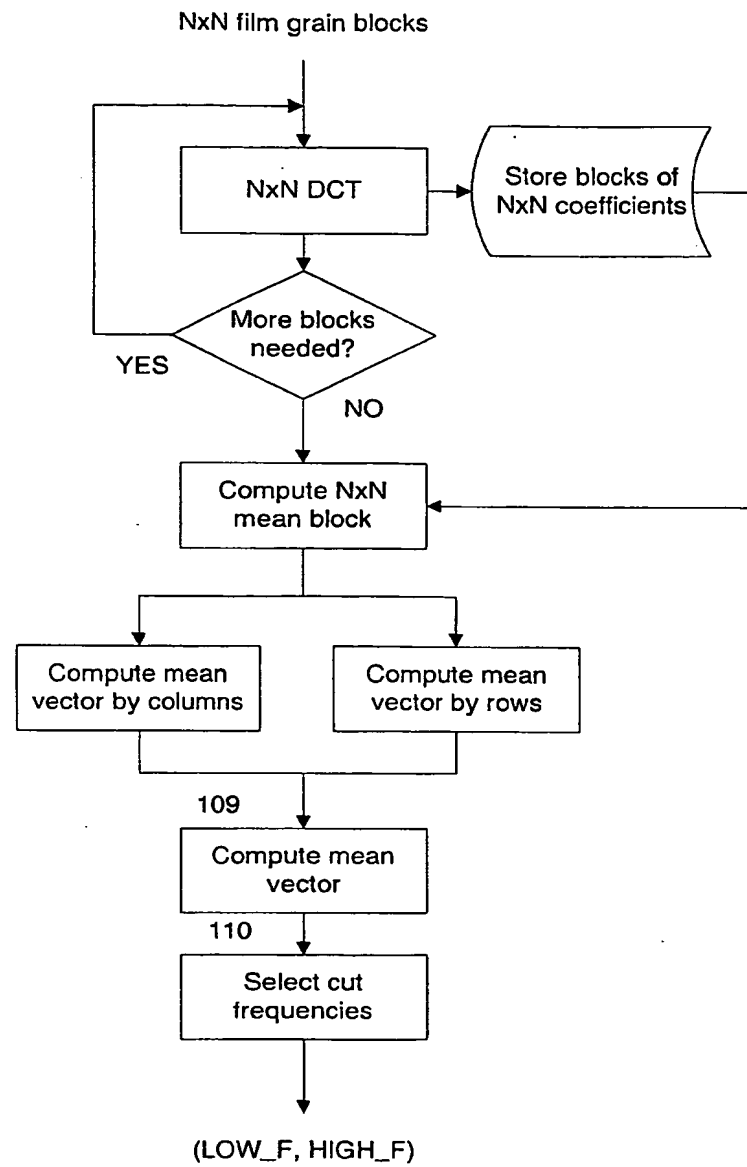 NxN film grain blocks
NxN DCT
Store blocks of
NxN coefficients
More blocks
needed?
YES
NO
Compute NxN
mean block
Compute mean
vector by columns
Compute mean
vector by rows
109
Compute mean
vector
110
Select cut
frequencies
(LOW_F, HIGH_F)